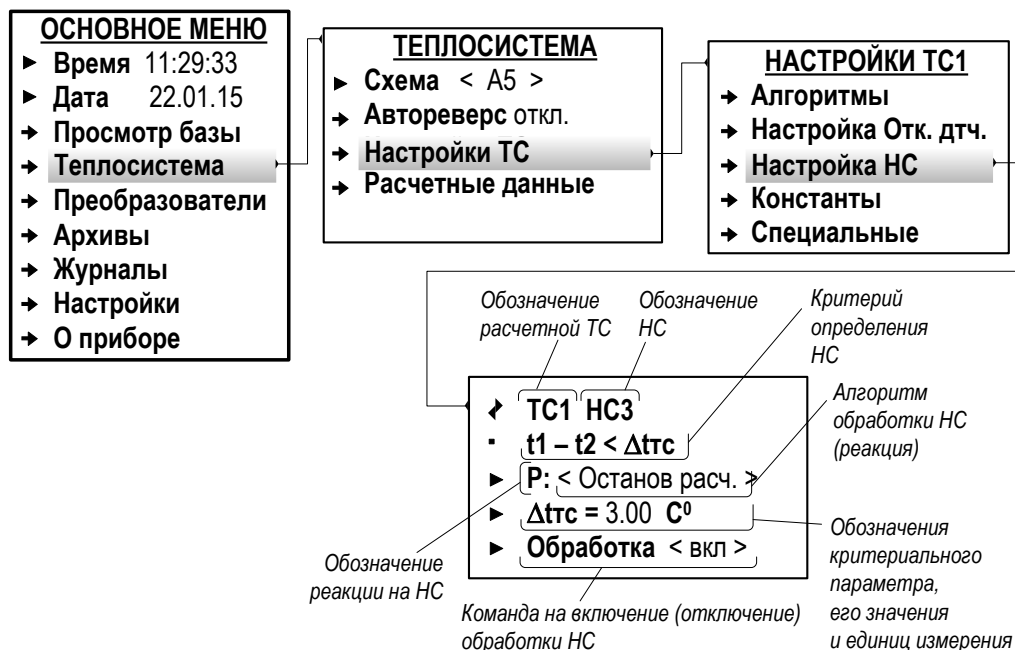 ОСНОВНОЕ МЕНЮ
Время 11:29:33
Дата 22.01.15
Просмотр базы
Теплосистема
Преобразователи
Архивы
Журналы
Настройки
О приборе
ТЕПЛОСИСТЕМА
Схема < А5 >
Автореверс откл.
Настройки ТС
Расчетные данные
НАСТРОЙКИ ТС1
Алгоритмы
Настройка Отк. дтч.
Настройка НС
Константы
Специальные
Обозначение
расчетной ТС
Обозначение
НС
Критерий
определения
НС
ТС1 НС3
t1 – t2 < Δtтс
Р: < Останов расч. >
Δtтс = 3.00 С⁰
Обработка < вкл >
Алгоритм
обработки НС
(реакция)
Обозначение
реакции на НС
Команда на включение (отключение)
обработки НС
Обозначения
критериального
параметра,
его значения
и единиц измерения